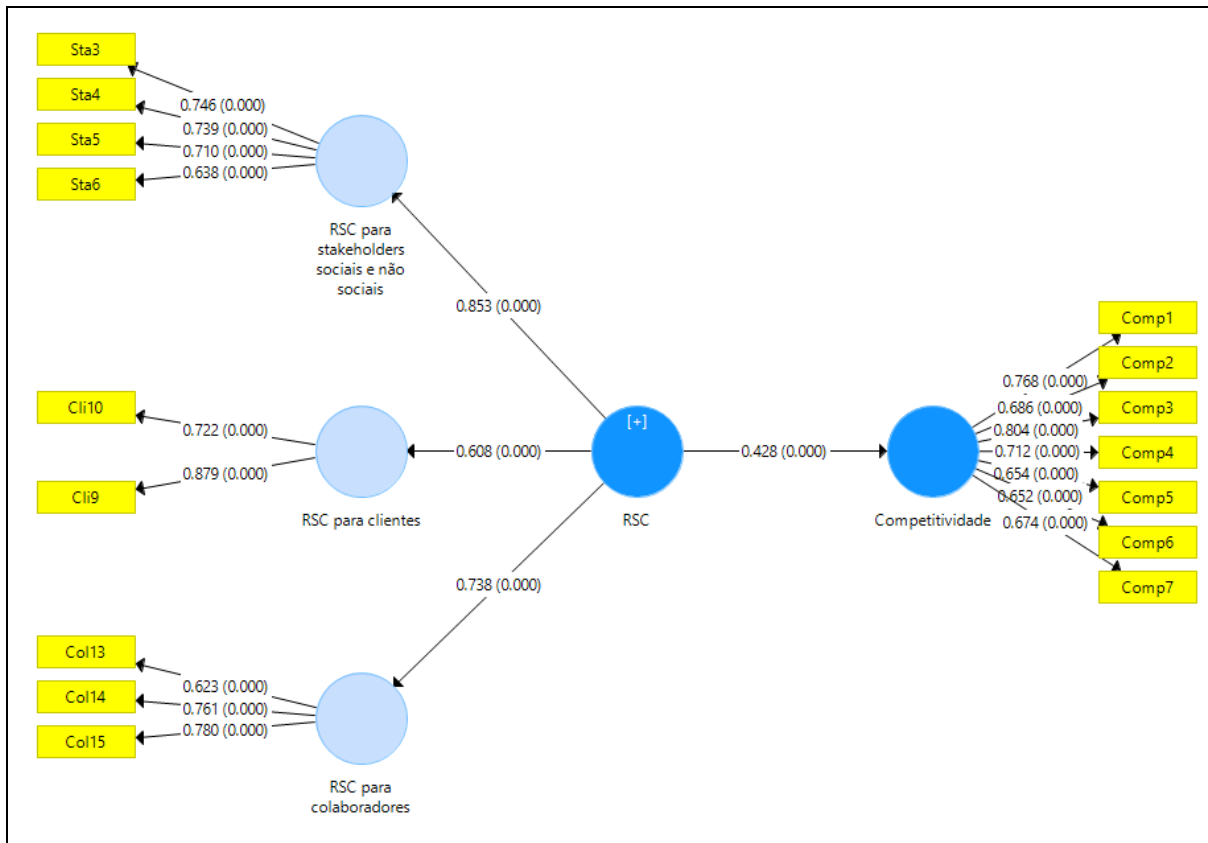 Sta3
Sta4
Sta5
Sta6
0.746 (0.000)
0.739 (0.000)
0.710 (0.000)
0.638 (0.000)
RSC para
stakeholders
sociais e não
sociais
0.853 (0.000)
Cli10
Cli9
0.722 (0.000)
0.879 (0.000)
RSC para clientes
0.608 (0.000)
[+]
RSC
0.428 (0.000)
Competitividade
0.768 (0.000)
0.686 (0.000)
0.804 (0.000)
0.712 (0.000)
0.654 (0.000)
0.652 (0.000)
0.674 (0.000)
Comp1
Comp2
Comp3
Comp4
Comp5
Comp6
Comp7
0.738 (0.000)
Col13
Col14
Col15
0.623 (0.000)
0.761 (0.000)
0.780 (0.000)
RSC para
colaboradores